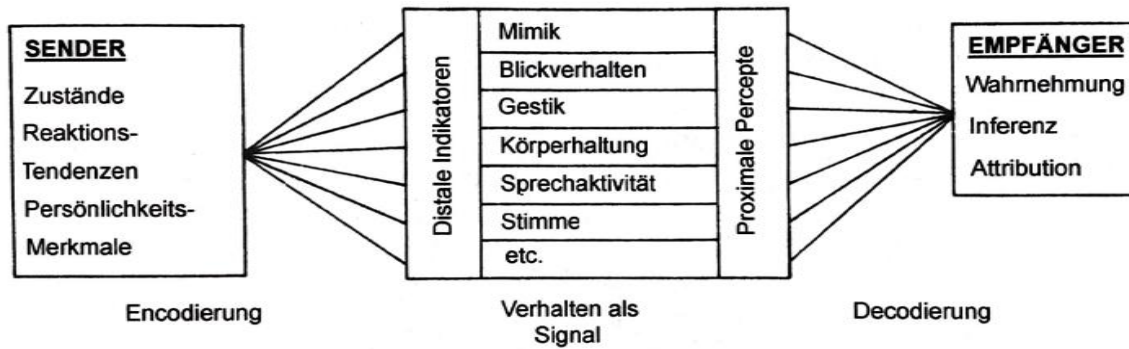 SENDER
Zustände
Reaktions-
Tendenzen
Persönlichkeits-
Merkmale
Distale Indikatoren
Mimik
Blickverhalten
Gestik
Körperhaltung
Sprechaktivität
Stimme
etc.
Proximale Percepte
EMPFÄNGER
Wahrnehmung
Inferenz
Attribution
Encodierung
Verhalten als
Signal
Decodierung